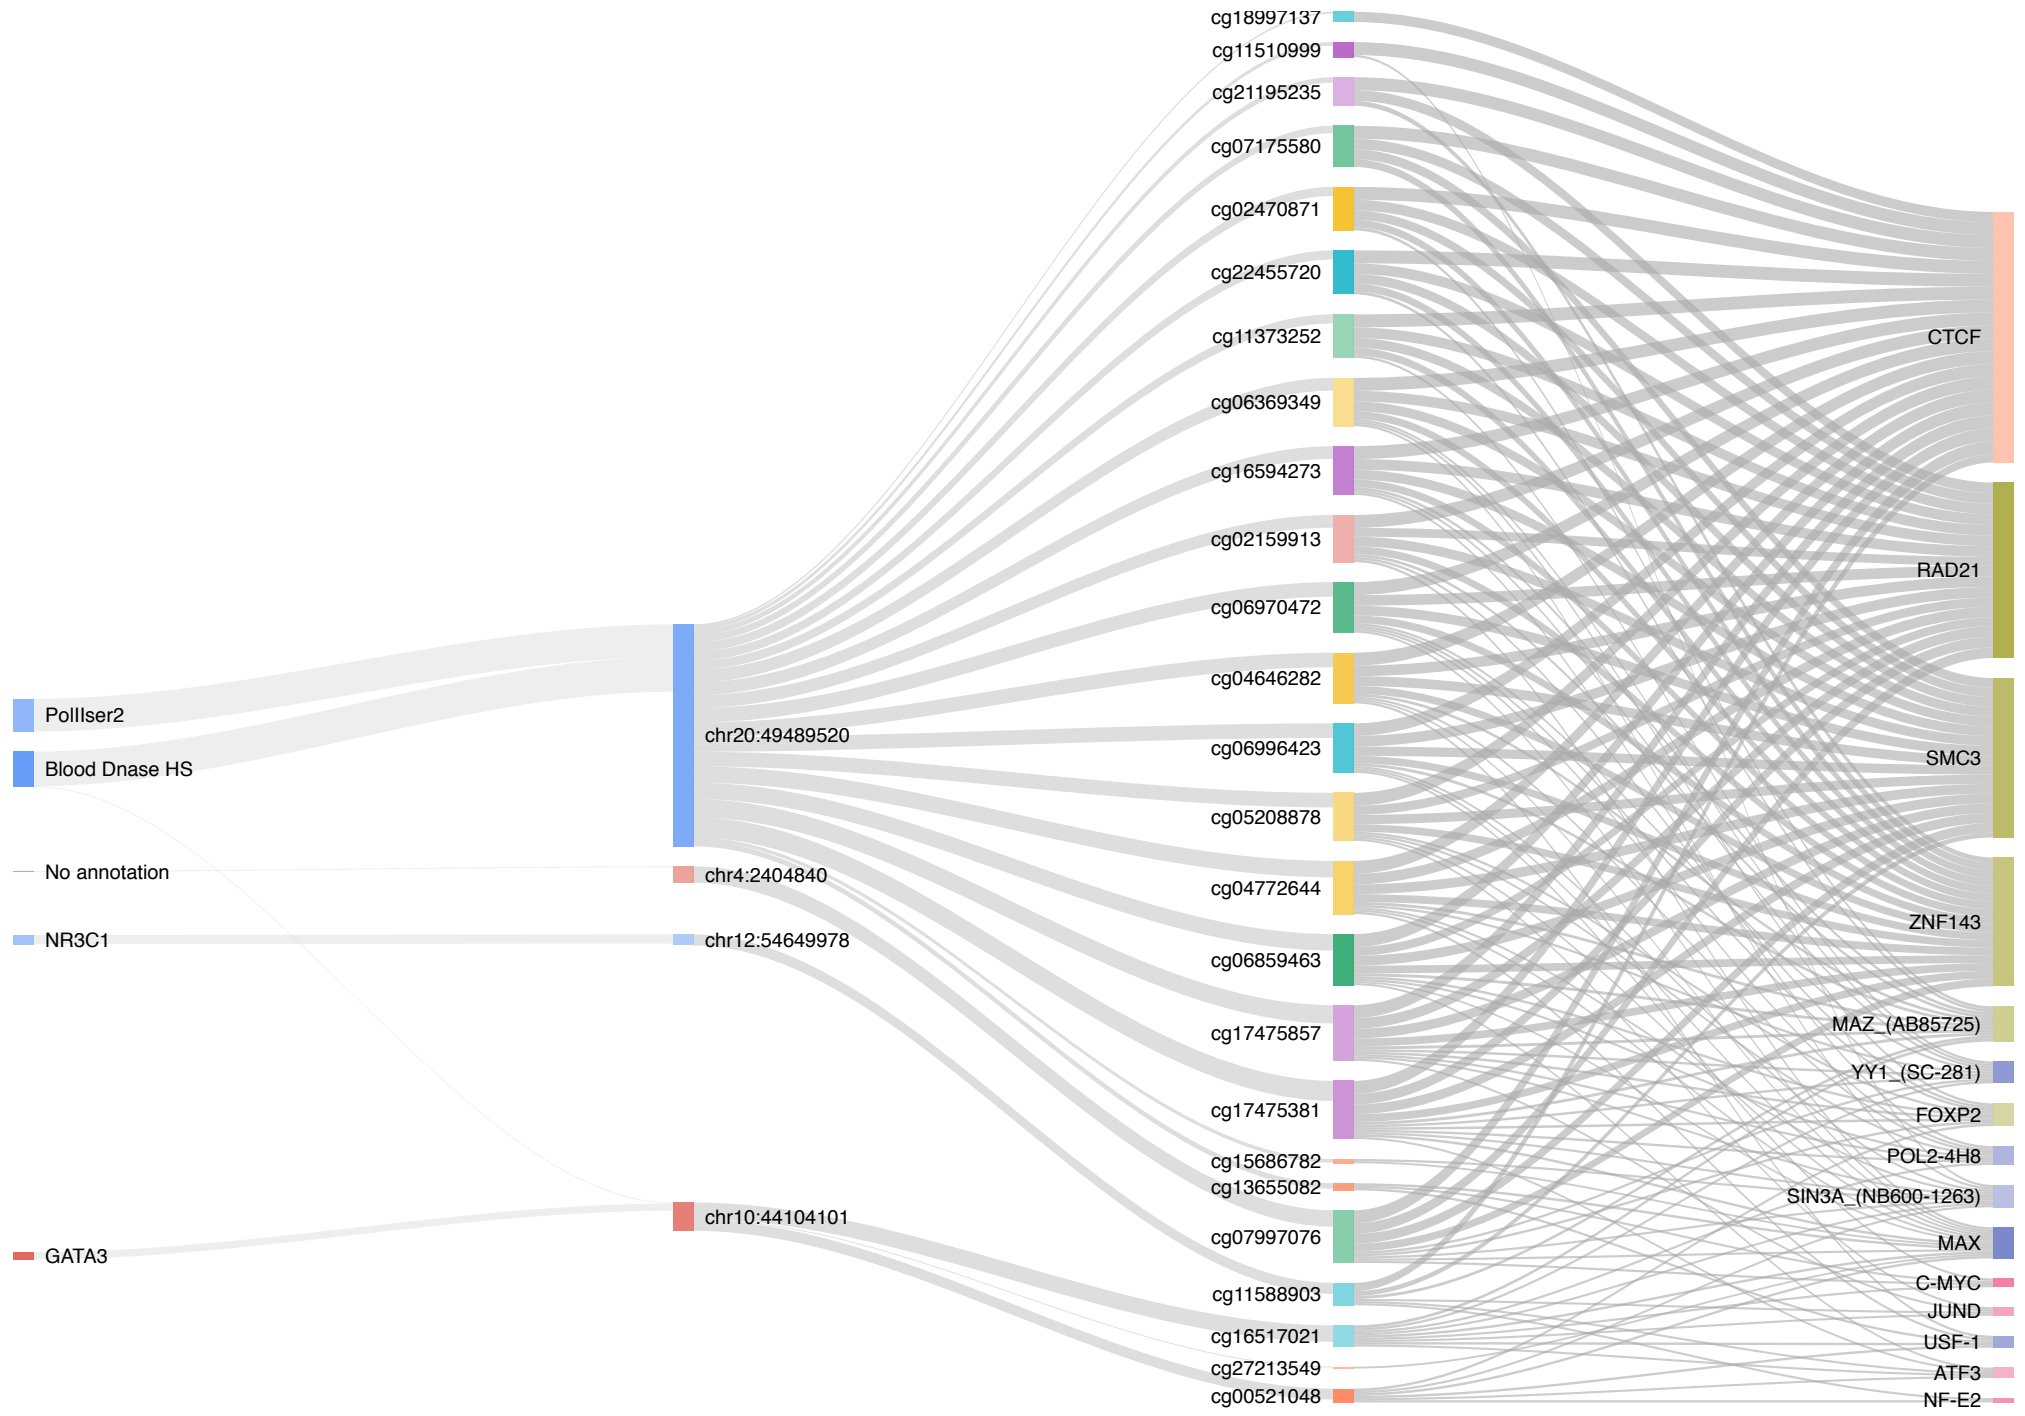 PolIIser2
Blood Dnase HS
No annotation
NR3C1
GATA3
chr20:49489520
chr4:2404840
chr12:54649978
chr10:44104101
cg18997137
cg11510999
cg21195235
cg07175580
cg02470871
cg22455720
cg11373252
cg06369349
cg16594273
cg02159913
cg06970472
cg04646282
cg06996423
cg05208878
cg04772644
cg06859463
cg17475857
cg17475381
cg15686782
cg13655082
cg07997076
cg11588903
cg16517021
cg27213549
cg00521048
CTCF
RAD21
SMC3
ZNF143
MAZ_(AB85725)
YY1_(SC-281)
FOXP2
POL2-4H8
SIN3A_(NB600-1263)
MAX
C-MYC
JUND
USF-1
ATF3
NF-E2